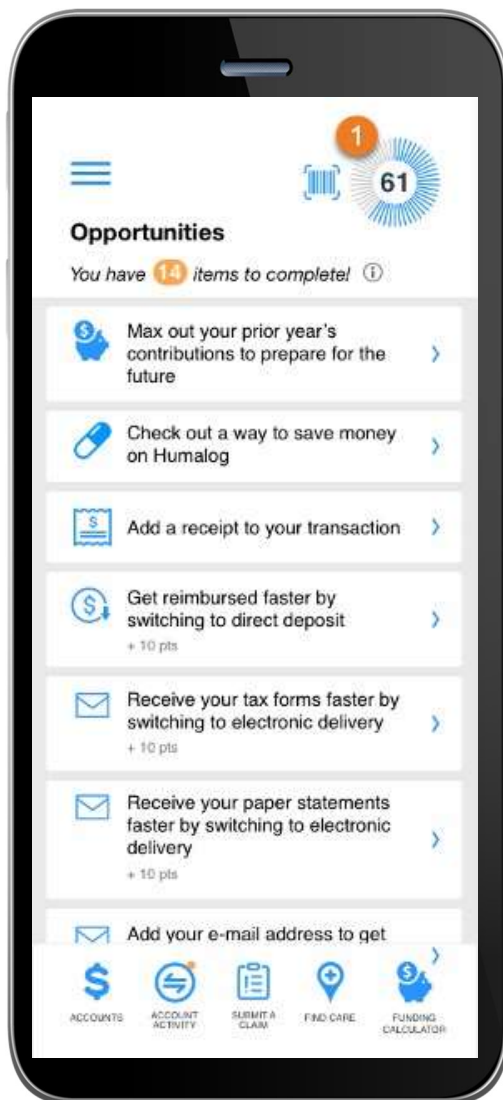 1
61
Opportunities
You have 14 items to complete!
Max out your prior year's
contributions to prepare for the
future
Check out a way to save money
on Humalog
$
Add a receipt to your transaction
Get reimbursed faster by
switching to direct deposit
+ 10 pts
Receive your tax forms faster by
switching to electronic delivery
+ 10 pts
Receive your paper statements
faster by switching to electronic
delivery
+ 10 pts
Add your e-mail address to get
ACCOUNTS
ACCOUNT
ACTIVITY
SUBMIT A
CLAIM
FIND CARE
FUNDING
CALCULATOR